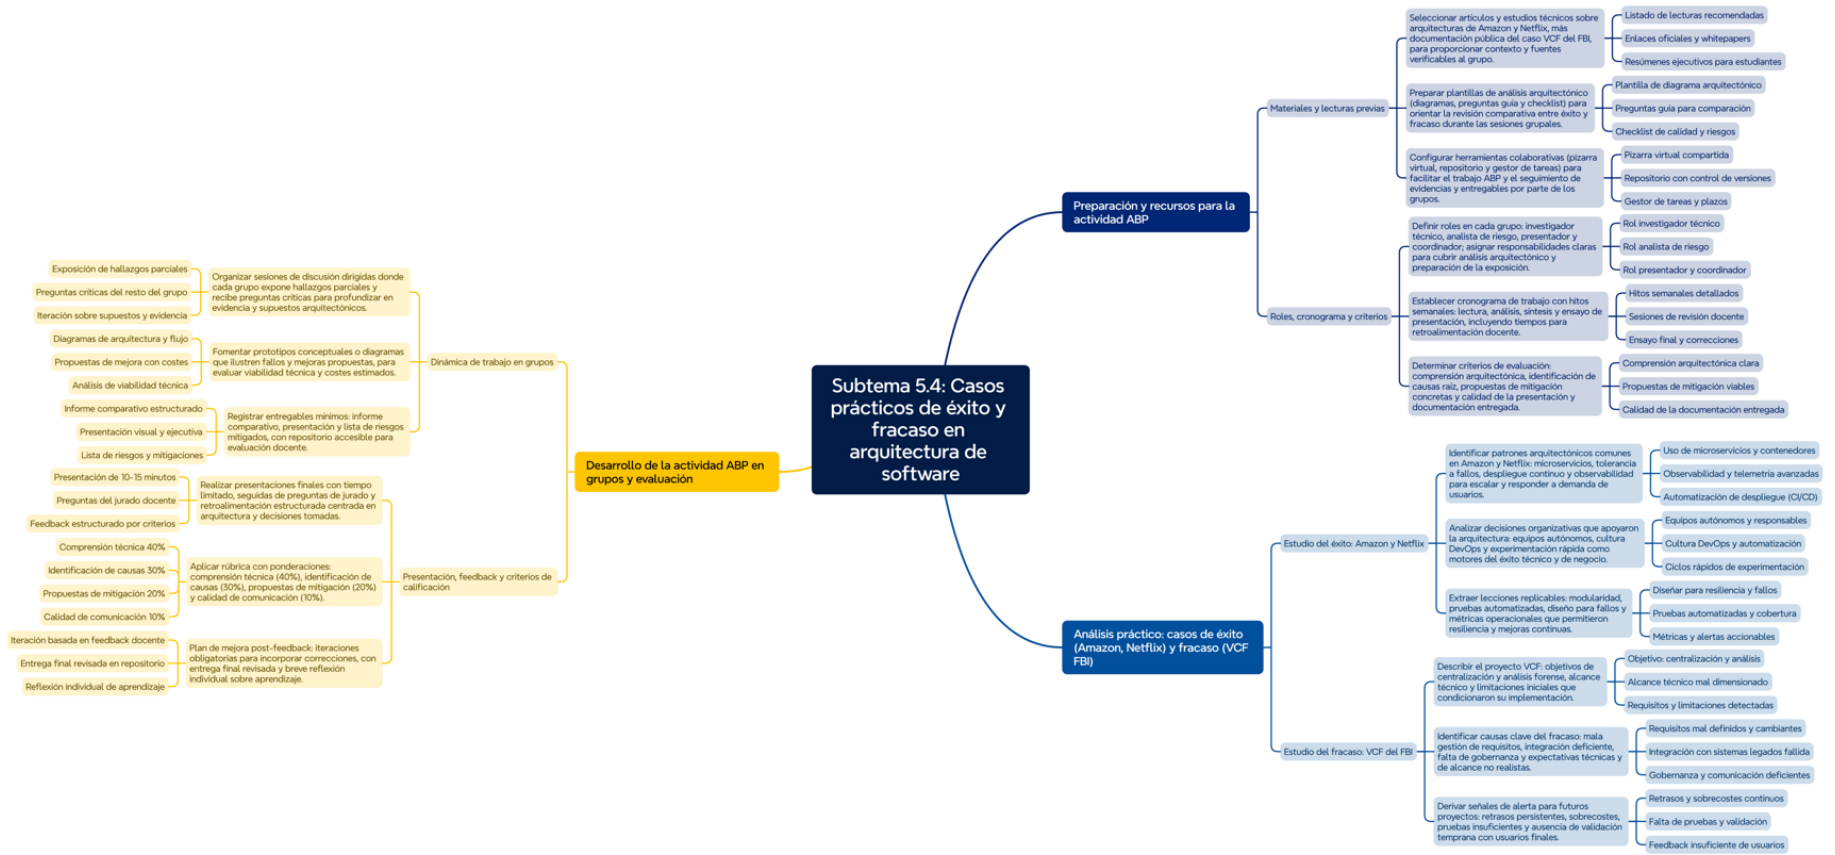 Subtema 5.4: Casos
prácticos de éxito y
fracaso en
arquitectura de
software
Preparación y recursos para la
actividad ABP
Materiales y lecturas previas
Seleccionar artículos y estudios técnicos sobre
arquitecturas de Amazon y Netflix, más
documentación pública del caso VCF del FBI,
para proporcionar contexto y fuentes
verificables al grupo.
Listado de lecturas recomendadas
Enlaces oficiales y whitepapers
Resúmenes ejecutivos para estudiantes
Preparar plantillas de análisis arquitectónico
(diagramas, preguntas guía y checklist) para
orientar la revisión comparativa entre éxito y
fracaso durante las sesiones grupales.
Plantilla de diagrama arquitectónico
Preguntas guía para comparación
Checklist de calidad y riesgos
Configurar herramientas colaborativas (pizarra
virtual, repositorio y gestor de tareas) para
facilitar el trabajo ABP y el seguimiento de
evidencias y entregables por parte de los
grupos.
Pizarra virtual compartida
Repositorio con control de versiones
Gestor de tareas y plazos
Roles, cronograma y criterios
Definir roles en cada grupo: investigador
técnico, analista de riesgo, presentador y
coordinador; asignar responsabilidades claras
para cubrir análisis arquitectónico y
preparación de la exposición.
Rol investigador técnico
Rol analista de riesgo
Rol presentador y coordinador
Establecer cronograma de trabajo con hitos
semanales: lectura, análisis, síntesis y ensayo de
presentación, incluyendo tiempos para
retroalimentación docente.
Hitos semanales detallados
Sesiones de revisión docente
Ensayo final y correcciones
Determinar criterios de evaluación:
comprensión arquitectónica, identificación de
causas raíz, propuestas de mitigación
concretas y calidad de la presentación y
documentación entregada.
Comprensión arquitectónica clara
Propuestas de mitigación viables
Calidad de la documentación entregada
Análisis práctico: casos de éxito
(Amazon, Netflix) y fracaso (VCF
FBI)
Estudio del éxito: Amazon y Netflix
Identificar patrones arquitectónicos comunes
en Amazon y Netflix: microservicios, tolerancia
a fallos, despliegue continuo y observabilidad
para escalar y responder a demanda de
usuarios.
Uso de microservicios y contenedores
Observabilidad y telemetría avanzadas
Automatización de despliegue (CI/CD)
Analizar decisiones organizativas que apoyaron
la arquitectura: equipos autónomos, cultura
DevOps y experimentación rápida como
motores del éxito técnico y de negocio.
Equipos autónomos y responsables
Cultura DevOps y automatización
Ciclos rápidos de experimentación
Extraer lecciones replicables: modularidad,
pruebas automatizadas, diseño para fallos y
métricas operacionales que permitieron
resiliencia y mejoras continuas.
Diseñar para resiliencia y fallos
Pruebas automatizadas y cobertura
Métricas y alertas accionables
Estudio del fracaso: VCF del FBI
Describir el proyecto VCF: objetivos de
centralización y análisis forense, alcance
técnico y limitaciones iniciales que
condicionaron su implementación.
Objetivo: centralización y análisis
Alcance técnico mal dimensionado
Requisitos y limitaciones detectadas
Identificar causas clave del fracaso: mala
gestión de requisitos, integración deficiente,
falta de gobernanza y expectativas técnicas y
de alcance no realistas.
Requisitos mal definidos y cambiantes
Integración con sistemas legados fallida
Gobernanza y comunicación deficientes
Derivar señales de alerta para futuros
proyectos: retrasos persistentes, sobrecostes,
pruebas insuficientes y ausencia de validación
temprana con usuarios finales.
Retrasos y sobrecostes continuos
Falta de pruebas y validación
Feedback insuficiente de usuarios
Desarrollo de la actividad ABP en
grupos y evaluación
Dinámica de trabajo en grupos
Organizar sesiones de discusión dirigidas donde
cada grupo expone hallazgos parciales y
recibe preguntas críticas para profundizar en
evidencia y supuestos arquitectónicos.
Exposición de hallazgos parciales
Preguntas críticas del resto del grupo
Iteración sobre supuestos y evidencia
Fomentar prototipos conceptuales o diagramas
que ilustren fallos y mejoras propuestas, para
evaluar viabilidad técnica y costes estimados.
Diagramas de arquitectura y flujo
Propuestas de mejora con costes
Análisis de viabilidad técnica
Registrar entregables mínimos: informe
comparativo, presentación y lista de riesgos
mitigados, con repositorio accesible para
evaluación docente.
Informe comparativo estructurado
Presentación visual y ejecutiva
Lista de riesgos y mitigaciones
Presentación, feedback y criterios de
calificación
Realizar presentaciones finales con tiempo
limitado, seguidas de preguntas de jurado y
retroalimentación estructurada centrada en
arquitectura y decisiones tomadas.
Presentación de 10-15 minutos
Preguntas del jurado docente
Feedback estructurado por criterios
Aplicar rúbrica con ponderaciones:
comprensión técnica (40%), identificación de
causas (30%), propuestas de mitigación (20%)
y calidad de comunicación (10%).
Comprensión técnica 40%
Identificación de causas 30%
Propuestas de mitigación 20%
Calidad de comunicación 10%
Plan de mejora post-feedback: iteraciones
obligatorias para incorporar correcciones, con
entrega final revisada y breve reflexión
individual sobre aprendizaje.
Iteración basada en feedback docente
Entrega final revisada en repositorio
Reflexión individual de aprendizaje